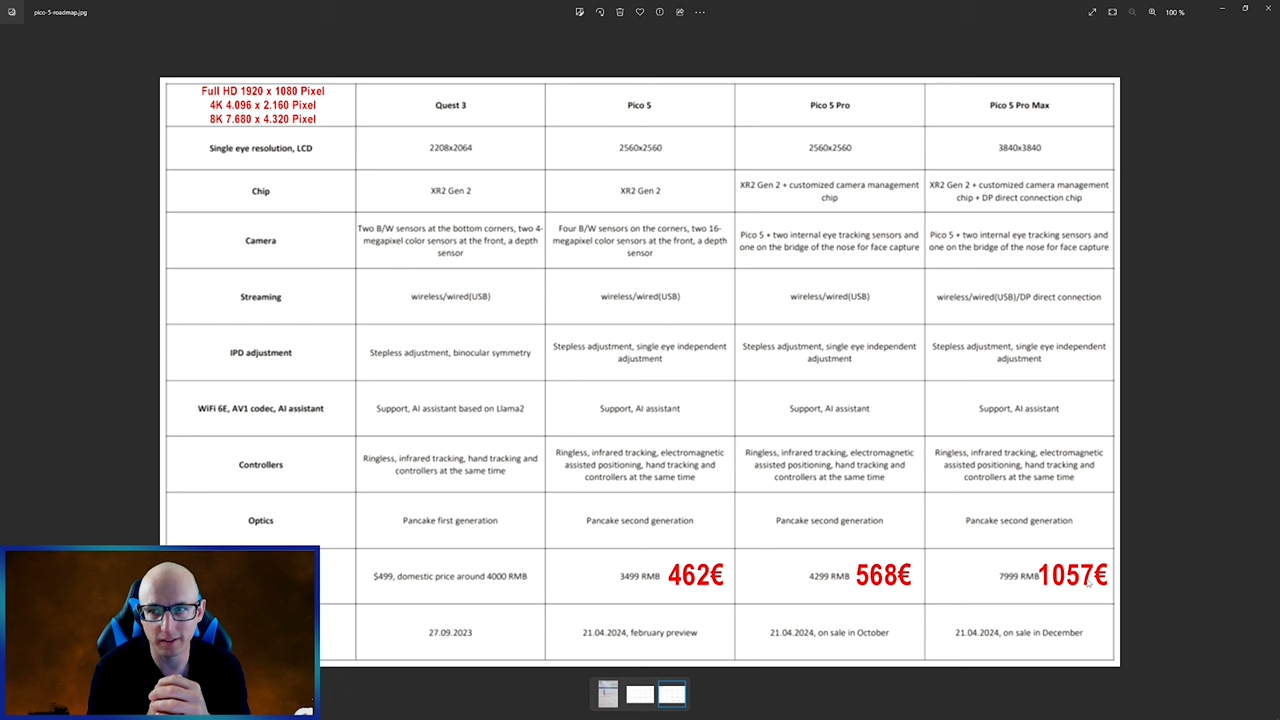 pico-5-roadmap.jpg
100 %
Full HD 1920 x 1080 Pixel
4K 4.096 x 2.160 Pixel
8K 7.680 x 4.320 Pixel
Quest 3
Pico 5
Pico 5 Pro
Pico 5 Pro Max
Single eye resolution, LCD
2208x2064
2560x2560
2560x2560
3840x3840
Chip
XR2 Gen 2
XR2 Gen 2
XR2 Gen 2 + customized camera management
chip
XR2 Gen 2 + customized camera management
chip + DP direct connection chip
Camera
Two B/W sensors at the bottom corners, two 4-
megapixel color sensors at the front, a depth
sensor
Four B/W sensors on the corners, two 16-
megapixel color sensors at the front, a depth
sensor
Pico 5 + two internal eye tracking sensors and
one on the bridge of the nose for face capture
Pico 5 + two internal eye tracking sensors and
one on the bridge of the nose for face capture
Streaming
wireless/wired(USB)
wireless/wired(USB)
wireless/wired(USB)
wireless/wired(USB)/DP direct connection
IPD adjustment
Stepless adjustment, binocular symmetry
Stepless adjustment, single eye independent
adjustment
Stepless adjustment, single eye independent
adjustment
Stepless adjustment, single eye independent
adjustment
WiFi 6E, AV1 codec, AI assistant
Support, AI assistant based on Llama2
Support, AI assistant
Support, AI assistant
Support, AI assistant
Controllers
Ringless, infrared tracking, hand tracking and
controllers at the same time
Ringless, infrared tracking, electromagnetic
assisted positioning, hand tracking and
controllers at the same time
Ringless, infrared tracking, electromagnetic
assisted positioning, hand tracking and
controllers at the same time
Ringless, infrared tracking, electromagnetic
assisted positioning, hand tracking and
controllers at the same time
Optics
Pancake first generation
Pancake second generation
Pancake second generation
Pancake second generation
$499, domestic price around 4000 RMB
3499 RMB 462€
4299 RMB 568€
7999 RMB 1057€
27.09.2023
21.04.2024, february preview
21.04.2024, on sale in October
21.04.2024, on sale in December